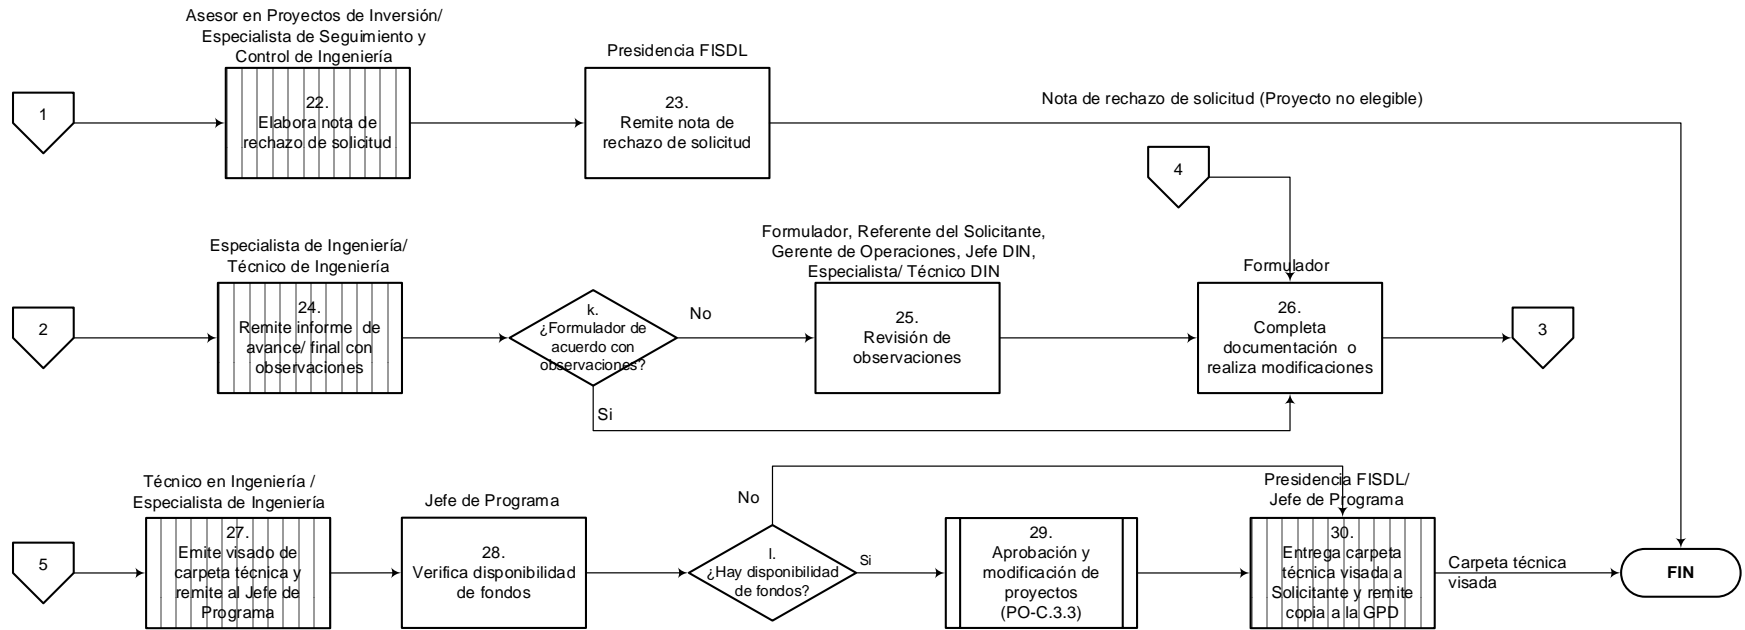 Asesor en Proyectos de Inversión/
Especialista de Seguimiento y
Control de Ingeniería
Presidencia FISDL
1
22.
Elabora nota de
rechazo de solicitud
23.
Remite nota de
rechazo de solicitud
Nota de rechazo de solicitud (Proyecto no elegible)
4
Especialista de Ingeniería/
Técnico de Ingeniería
Formulador, Referente del Solicitante,
Gerente de Operaciones, Jefe DIN,
Especialista/ Técnico DIN
Formulador
2
24.
Remite informe de
avance/ final con
observaciones
k.
¿Formulador de
acuerdo con
observaciones?
No
Si
25.
Revisión de
observaciones
26.
Completa
documentación o
realiza modificaciones
3
Técnico en Ingeniería /
Especialista de Ingeniería
Jefe de Programa
No
Presidencia FISDL/
Jefe de Programa
5
27.
Emite visado de
carpeta técnica y
remite al Jefe de
Programa
28.
Verifica disponibilidad
de fondos
l.
¿Hay disponibilidad
de fondos?
Si
29.
Aprobación y
modificación de
proyectos
(PO-C.3.3)
30.
Entrega carpeta
técnica visada a
Solicitante y remite
copia a la GPD
Carpeta técnica
visada
FIN